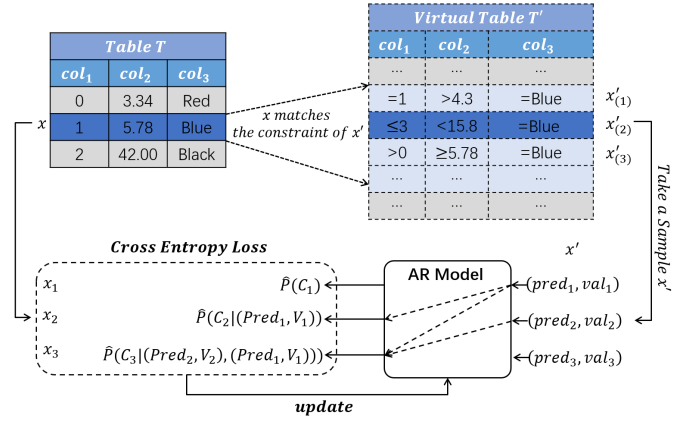 Table T
col₁ col₂ col₃
0 3.34 Red
1 5.78 Blue
2 42.00 Black
x
x matches
the constraint of x′
Virtual Table T′
col₁ col₂ col₃
... ... ...
=1 >4.3 =Blue x′₍₁₎
≤3 <15.8 =Blue x′₍₂₎
>0 ≥5.78 =Blue x′₍₃₎
... ... ...
... ... ...
Take a Sample x′
Cross Entropy Loss
x₁ P̂(C₁)
x₂ P̂(C₂|(Pred₁, V₁))
x₃ P̂(C₃|(Pred₂, V₂), (Pred₁, V₁)))
AR Model
x′
(pred₁, val₁)
(pred₂, val₂)
(pred₃, val₃)
update